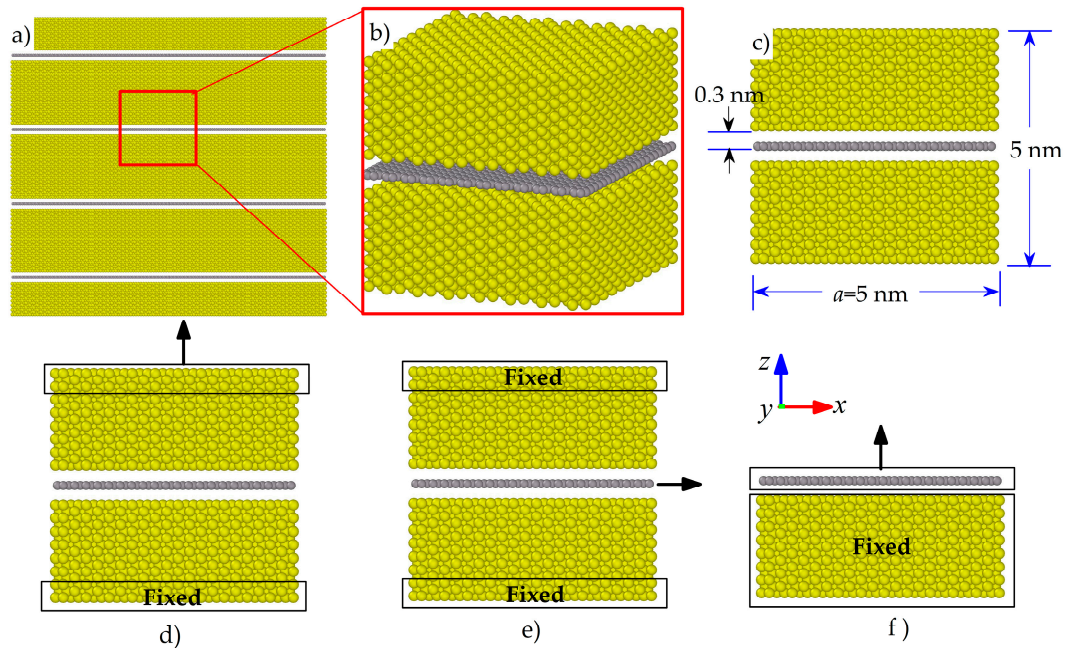 a)
b)
c)
0.3 nm
5 nm
a=5 nm
Fixed
d)
Fixed
Fixed
e)
z
y
x
Fixed
f )